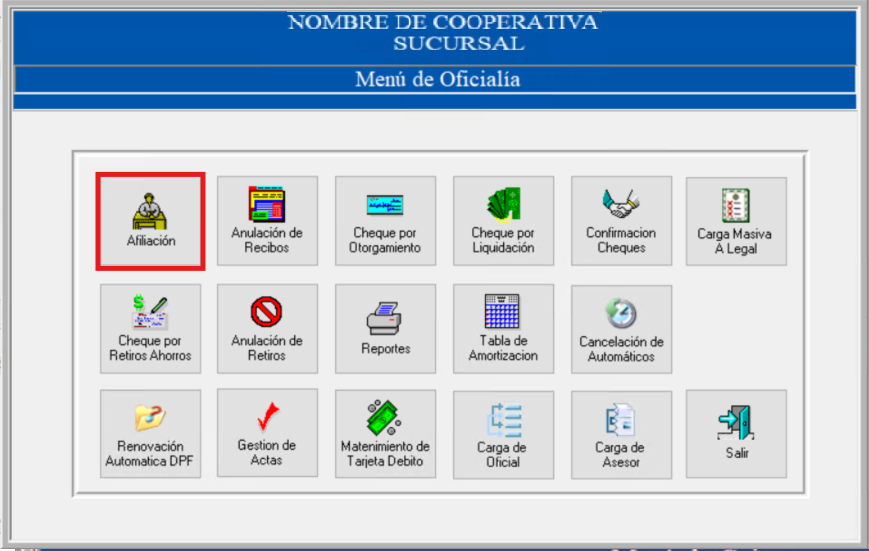 NOMBRE DE COOPERATIVA
SUCURSAL
Menú de Oficialía
Afiliación
Anulación de
Recibos
Cheque por
Otorgamiento
Cheque por
Liquidación
Confirmacion
Cheques
Carga Masiva
A Legal
Cheque por
Retiros Ahorros
Anulación de
Retiros
Reportes
Tabla de
Amortizacion
Cancelación de
Automáticos
Renovación
Automatica DPF
Gestion de
Actas
Matenimiento de
Tarjeta Debito
Carga de
Oficial
Carga de
Asesor
Salir